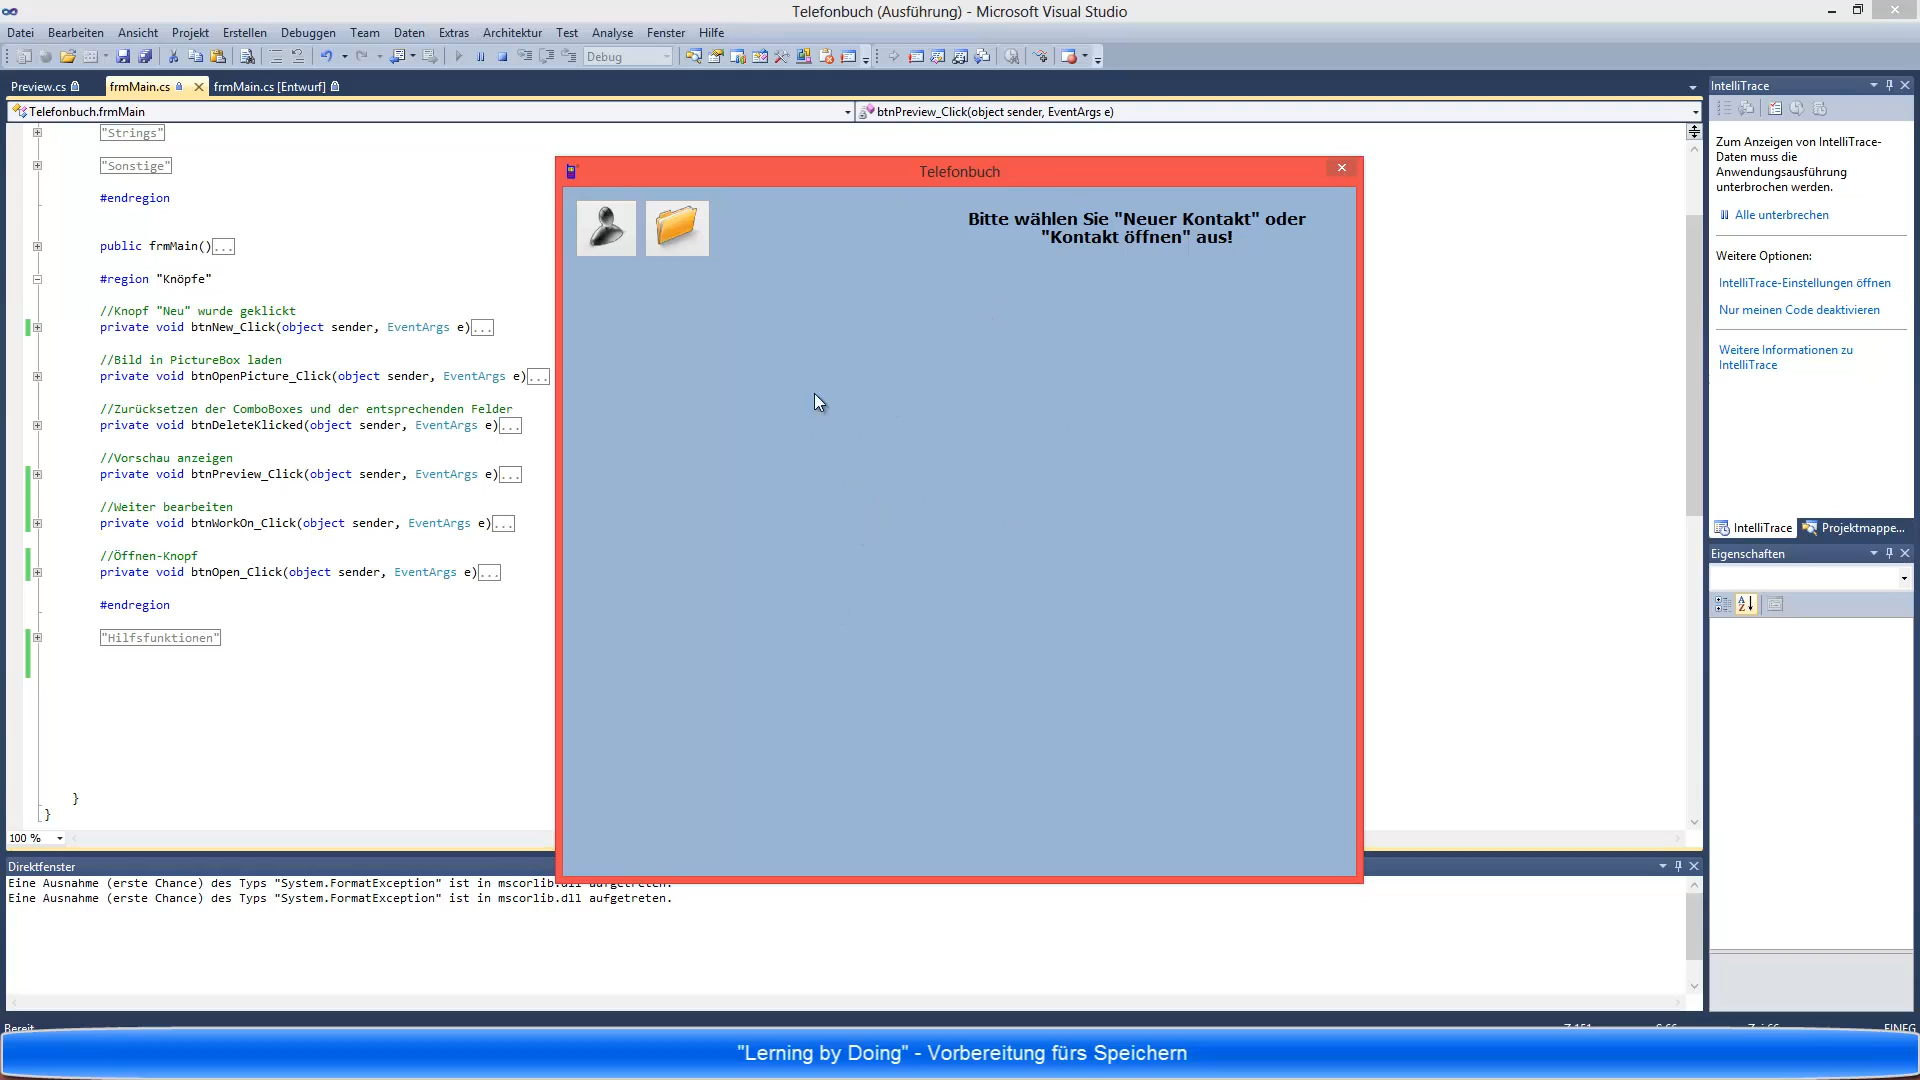 Telefonbuch (Ausführung) - Microsoft Visual Studio
Datei Bearbeiten Ansicht Projekt Erstellen Debuggen Team Daten Extras Architektur Test Analyse Fenster Hilfe
Debug
Preview.cs frmMain.cs frmMain.cs [Entwurf]
Telefonbuch.frmMain btnPreview_Click(object sender, EventArgs e)
"Strings"
"Sonstige"
#endregion
public frmMain()...
#region "Knöpfe"
//Knopf "Neu" wurde geklickt
private void btnNew_Click(object sender, EventArgs e)...
//Bild in PictureBox laden
private void btnOpenPicture_Click(object sender, EventArgs e)...
//Zurücksetzen der ComboBoxes und der entsprechenden Felder
private void btnDeleteKlicked(object sender, EventArgs e)...
//Vorschau anzeigen
private void btnPreview_Click(object sender, EventArgs e)...
//Weiter bearbeiten
private void btnWorkOn_Click(object sender, EventArgs e)...
//Öffnen-Knopf
private void btnOpen_Click(object sender, EventArgs e)...
#endregion
"Hilfsfunktionen"
}
}
100 %
Telefonbuch
Bitte wählen Sie "Neuer Kontakt" oder
"Kontakt öffnen" aus!
IntelliTrace
Zum Anzeigen von IntelliTrace-
Daten muss die
Anwendungsausführung
unterbrochen werden.
Alle unterbrechen
Weitere Optionen:
IntelliTrace-Einstellungen öffnen
Nur meinen Code deaktivieren
Weitere Informationen zu
IntelliTrace
IntelliTrace Projektmappe...
Eigenschaften
Direktfenster
Eine Ausnahme (erste Chance) des Typs "System.FormatException" ist in mscorlib.dll aufgetreten.
Eine Ausnahme (erste Chance) des Typs "System.FormatException" ist in mscorlib.dll aufgetreten.
Bereit
"Lerning by Doing" - Vorbereitung fürs Speichern